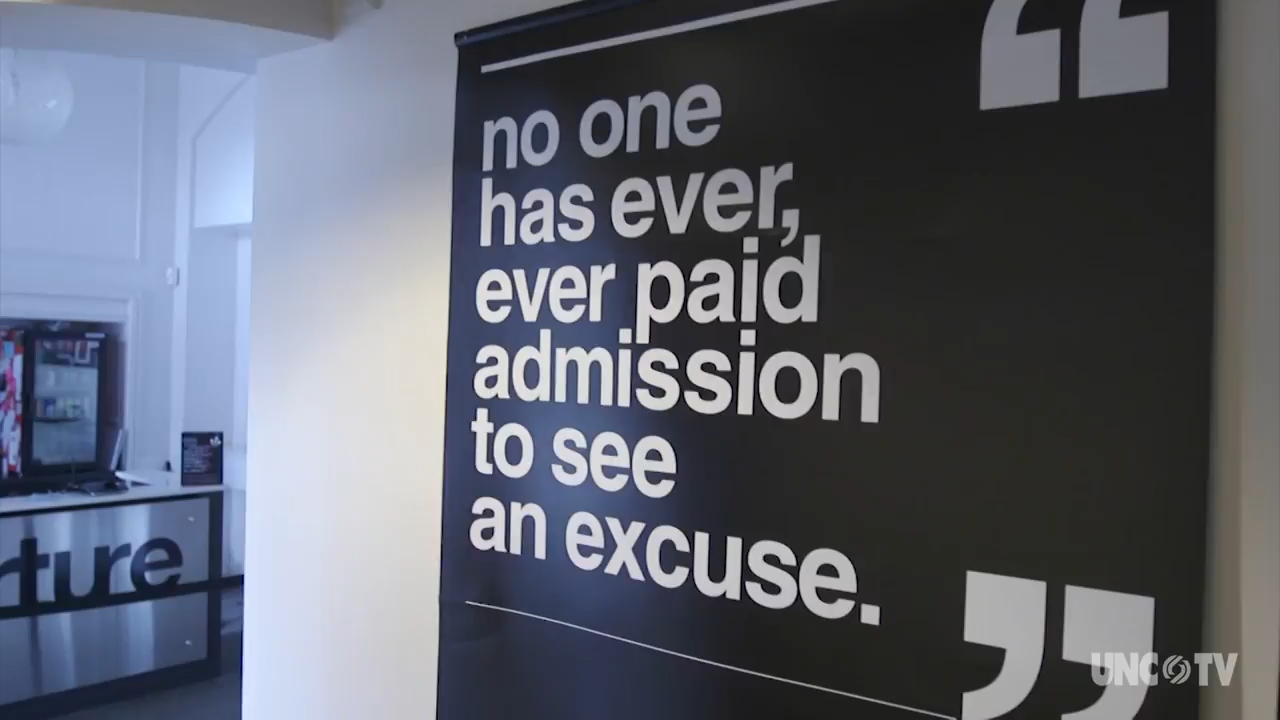 “
no one
has ever,
ever paid
admission
to see
an excuse.
”
rture
UNC TV